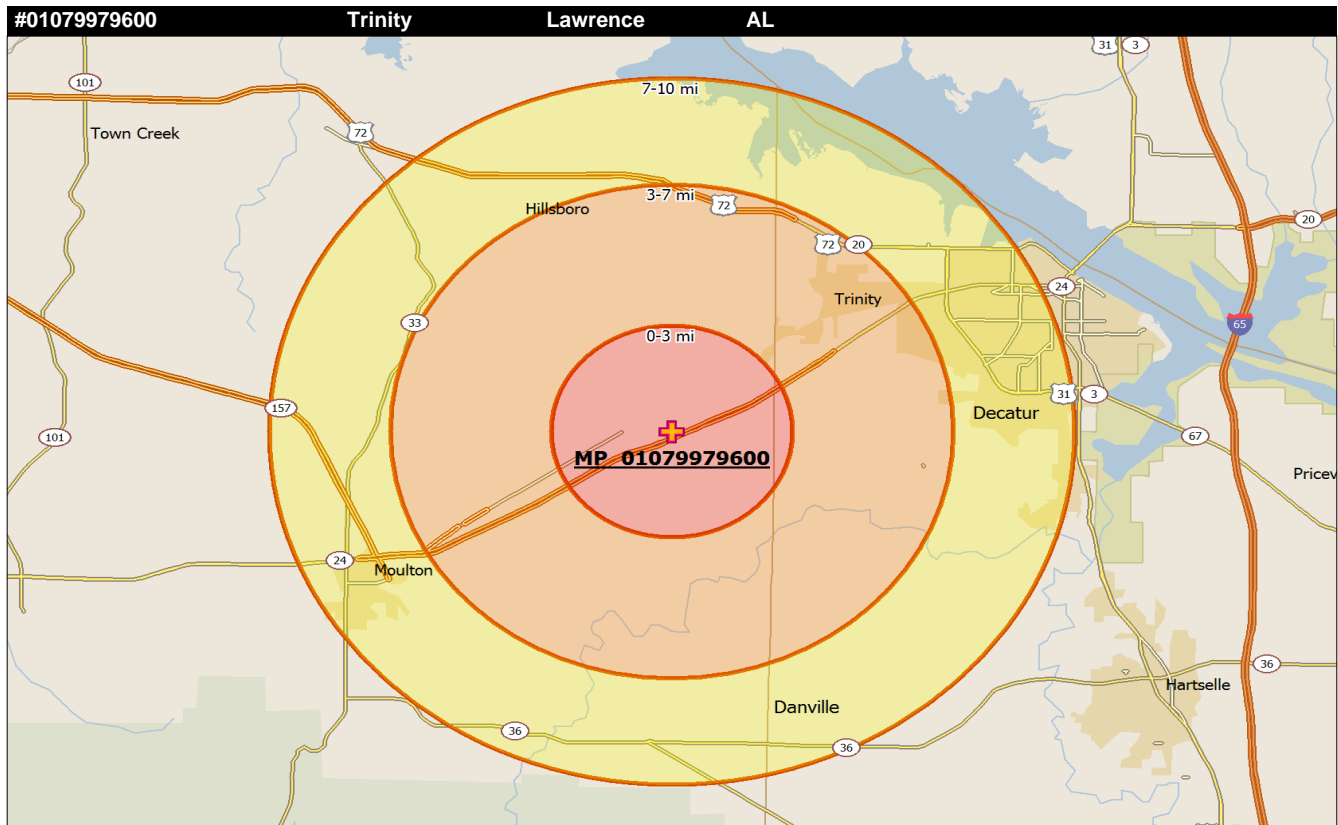 #01079979600 Trinity Lawrence AL
31 3
7-10 mi
101
Town Creek
72
3-7 mi
72
Hillsboro
20
72 20
24
Trinity
33
65
0-3 mi
31 3
157
Decatur
101
67
MP 01079979600
Pricev
24
Moulton
36
Hartselle
Danville
36
36